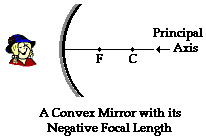 Principal
Axis
F
C
A Convex Mirror with its
Negative Focal Length